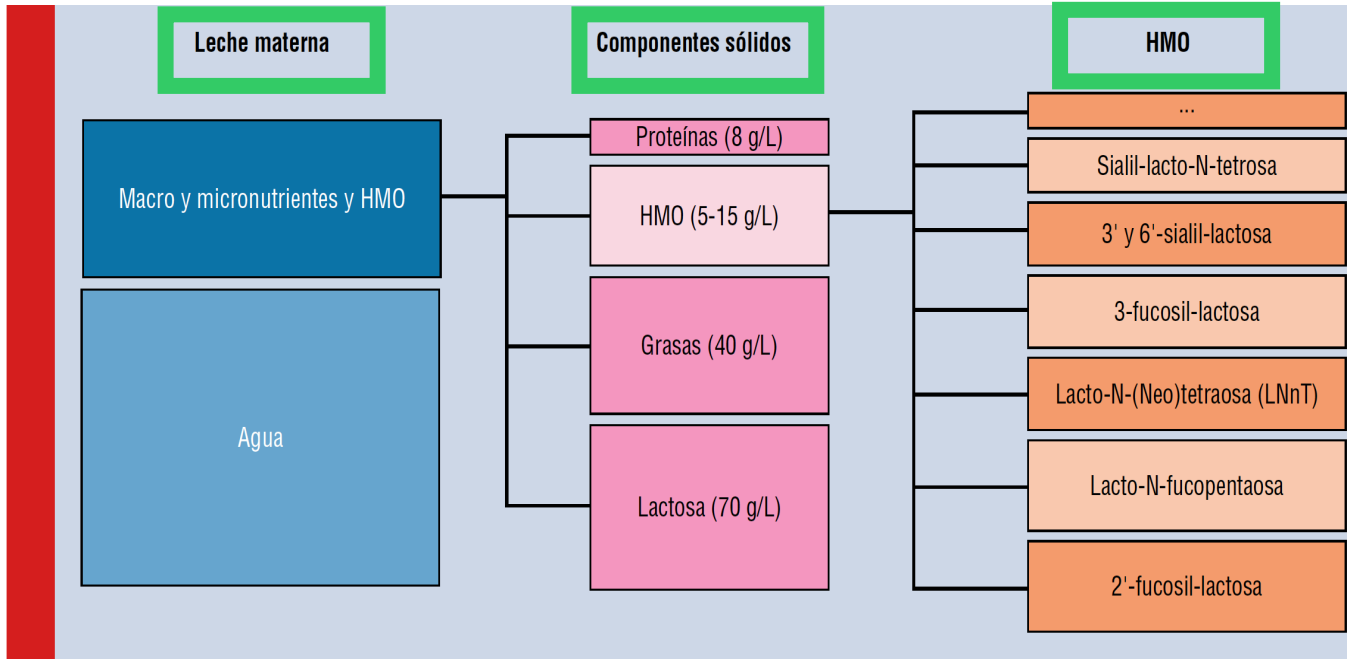 Leche materna
Componentes sólidos
HMO
Macro y micronutrientes y HMO
Agua
Proteínas (8 g/L)
HMO (5-15 g/L)
Grasas (40 g/L)
Lactosa (70 g/L)
...
Sialil-lacto-N-tetrosa
3' y 6'-sialil-lactosa
3-fucosil-lactosa
Lacto-N-(Neo)tetraosa (LNnT)
Lacto-N-fucopentaosa
2'-fucosil-lactosa